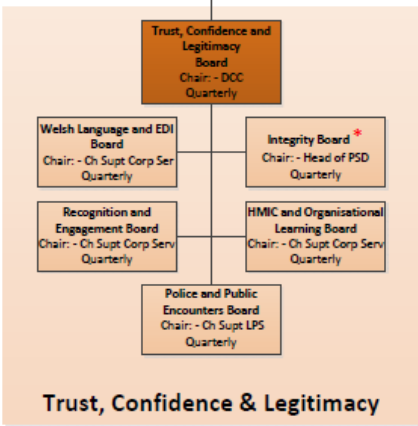 Trust, Confidence and
Legitimacy
Board
Chair: - DCC
Quarterly
Welsh Language and EDI
Board
Chair: - Ch Supt Corp Ser
Quarterly
Integrity Board *
Chair: - Head of PSD
Quarterly
Recognition and
Engagement Board
Chair: - Ch Supt Corp Serv
Quarterly
HMIC and Organisational
Learning Board
Chair: - Ch Supt Corp Serv
Quarterly
Police and Public
Encounters Board
Chair: - Ch Supt LPS
Quarterly
Trust, Confidence & Legitimacy